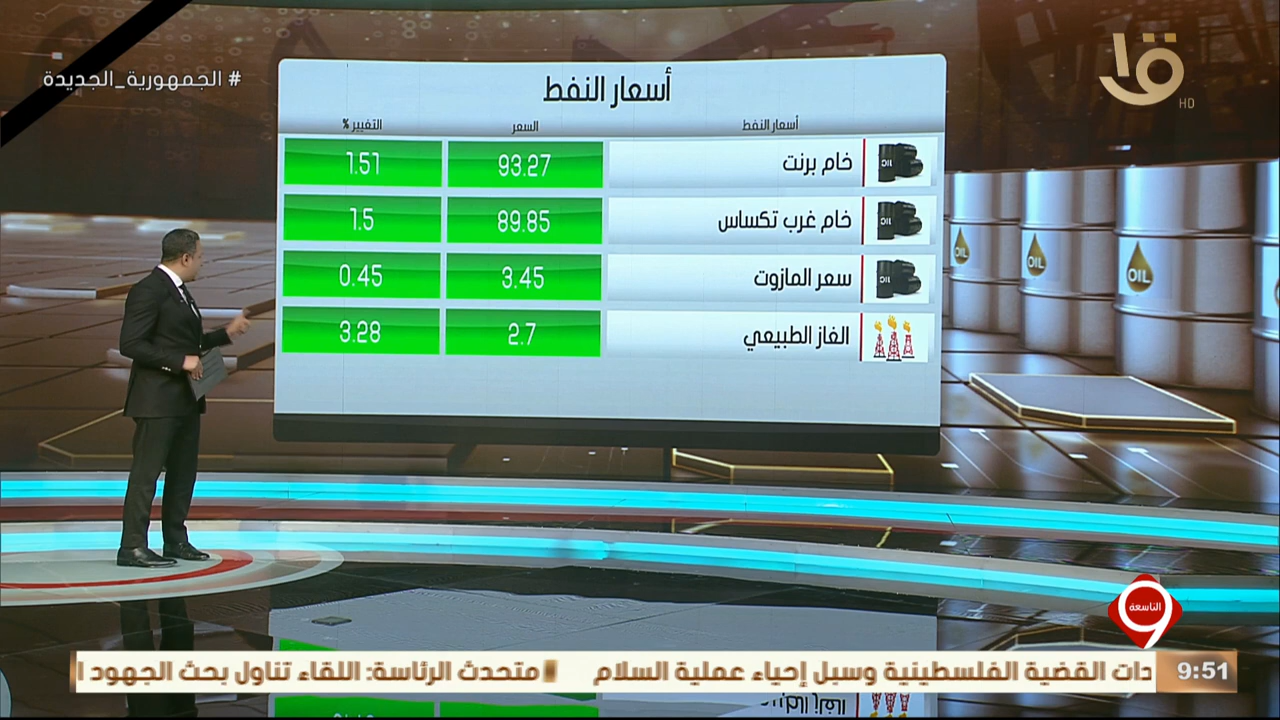 # الجمهورية_الجديدة
HD
أسعار النفط
أسعار النفط السعر التغيير %
خام برنت 93.27 1.51
خام غرب تكساس 89.85 1.5
سعر المازوت 3.45 0.45
الغاز الطبيعي 2.7 3.28
OIL
OIL
OIL
التاسعة
9
9:51 دات القضية الفلسطينية وسبل إحياء عملية السلام متحدث الرئاسة: اللقاء تناول بحث الجهود ا